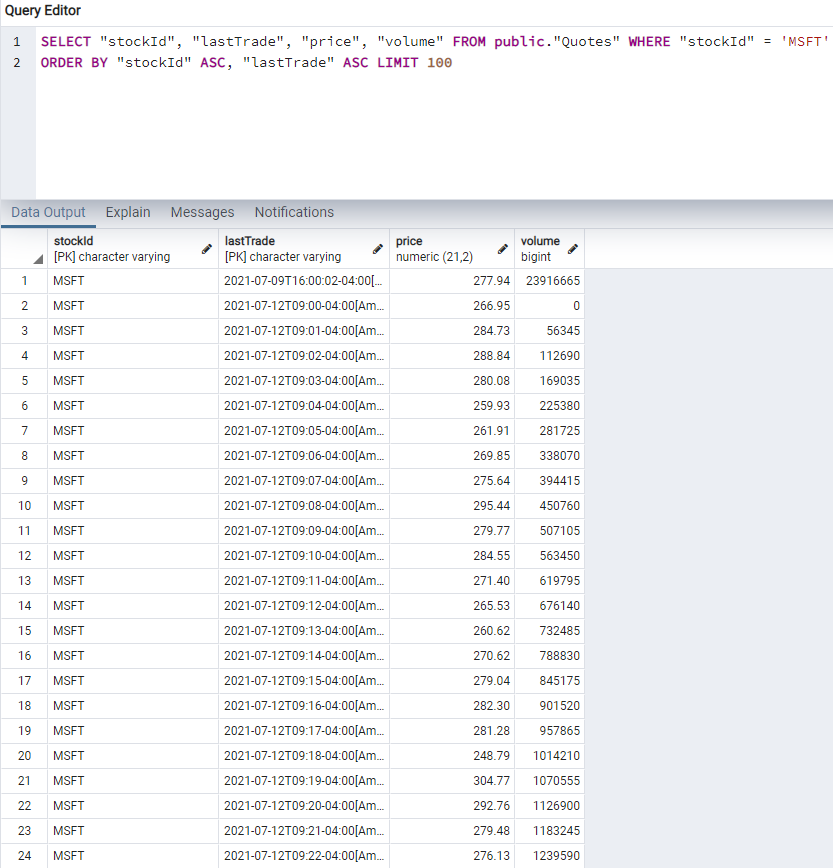 Query Editor
1 SELECT "stockId", "lastTrade", "price", "volume" FROM public."Quotes" WHERE "stockId" = 'MSFT'
2 ORDER BY "stockId" ASC, "lastTrade" ASC LIMIT 100
Data Output Explain Messages Notifications
stockId lastTrade price volume
[PK] character varying [PK] character varying numeric (21,2) bigint
1 MSFT 2021-07-09T16:00:02-04:00[... 277.94 23916665
2 MSFT 2021-07-12T09:00-04:00[Am... 266.95 0
3 MSFT 2021-07-12T09:01-04:00[Am... 284.73 56345
4 MSFT 2021-07-12T09:02-04:00[Am... 288.84 112690
5 MSFT 2021-07-12T09:03-04:00[Am... 280.08 169035
6 MSFT 2021-07-12T09:04-04:00[Am... 259.93 225380
7 MSFT 2021-07-12T09:05-04:00[Am... 261.91 281725
8 MSFT 2021-07-12T09:06-04:00[Am... 269.85 338070
9 MSFT 2021-07-12T09:07-04:00[Am... 275.64 394415
10 MSFT 2021-07-12T09:08-04:00[Am... 295.44 450760
11 MSFT 2021-07-12T09:09-04:00[Am... 279.77 507105
12 MSFT 2021-07-12T09:10-04:00[Am... 284.55 563450
13 MSFT 2021-07-12T09:11-04:00[Am... 271.40 619795
14 MSFT 2021-07-12T09:12-04:00[Am... 265.53 676140
15 MSFT 2021-07-12T09:13-04:00[Am... 260.62 732485
16 MSFT 2021-07-12T09:14-04:00[Am... 270.62 788830
17 MSFT 2021-07-12T09:15-04:00[Am... 279.04 845175
18 MSFT 2021-07-12T09:16-04:00[Am... 282.30 901520
19 MSFT 2021-07-12T09:17-04:00[Am... 281.28 957865
20 MSFT 2021-07-12T09:18-04:00[Am... 248.79 1014210
21 MSFT 2021-07-12T09:19-04:00[Am... 304.77 1070555
22 MSFT 2021-07-12T09:20-04:00[Am... 292.76 1126900
23 MSFT 2021-07-12T09:21-04:00[Am... 279.48 1183245
24 MSFT 2021-07-12T09:22-04:00[Am... 276.13 1239590